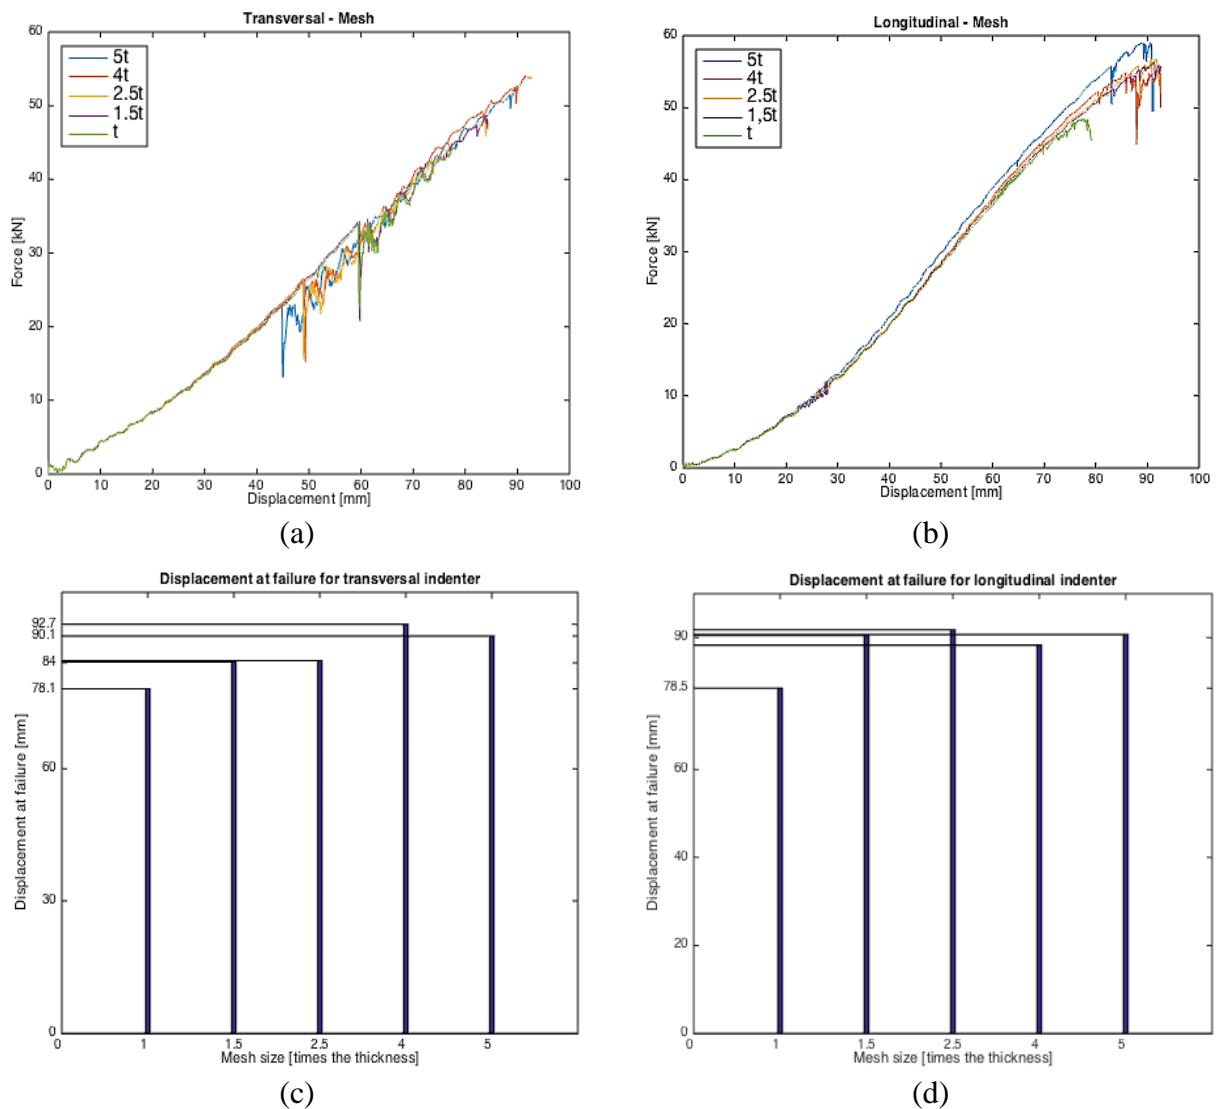 Transversal - Mesh
60
50
40
30
20
10
0
Force [kN]
5t
4t
2.5t
1.5t
t
0 10 20 30 40 50 60 70 80 90 100
Displacement [mm]
(a)
Longitudinal - Mesh
60
50
40
30
20
10
0
Force [kN]
5t
4t
2.5t
1,5t
t
0 10 20 30 40 50 60 70 80 90 100
Displacement [mm]
(b)
Displacement at failure for transversal indenter
92.7
90.1
84
78.1
60
30
0
Displacement at failure [mm]
0 1 1.5 2.5 4 5
Mesh size [times the thickness]
(c)
Displacement at failure for longitudinal indenter
90
78.5
60
40
20
0
Displacement at failure [mm]
0 1 1.5 2.5 4 5
Mesh size [times the thickness]
(d)